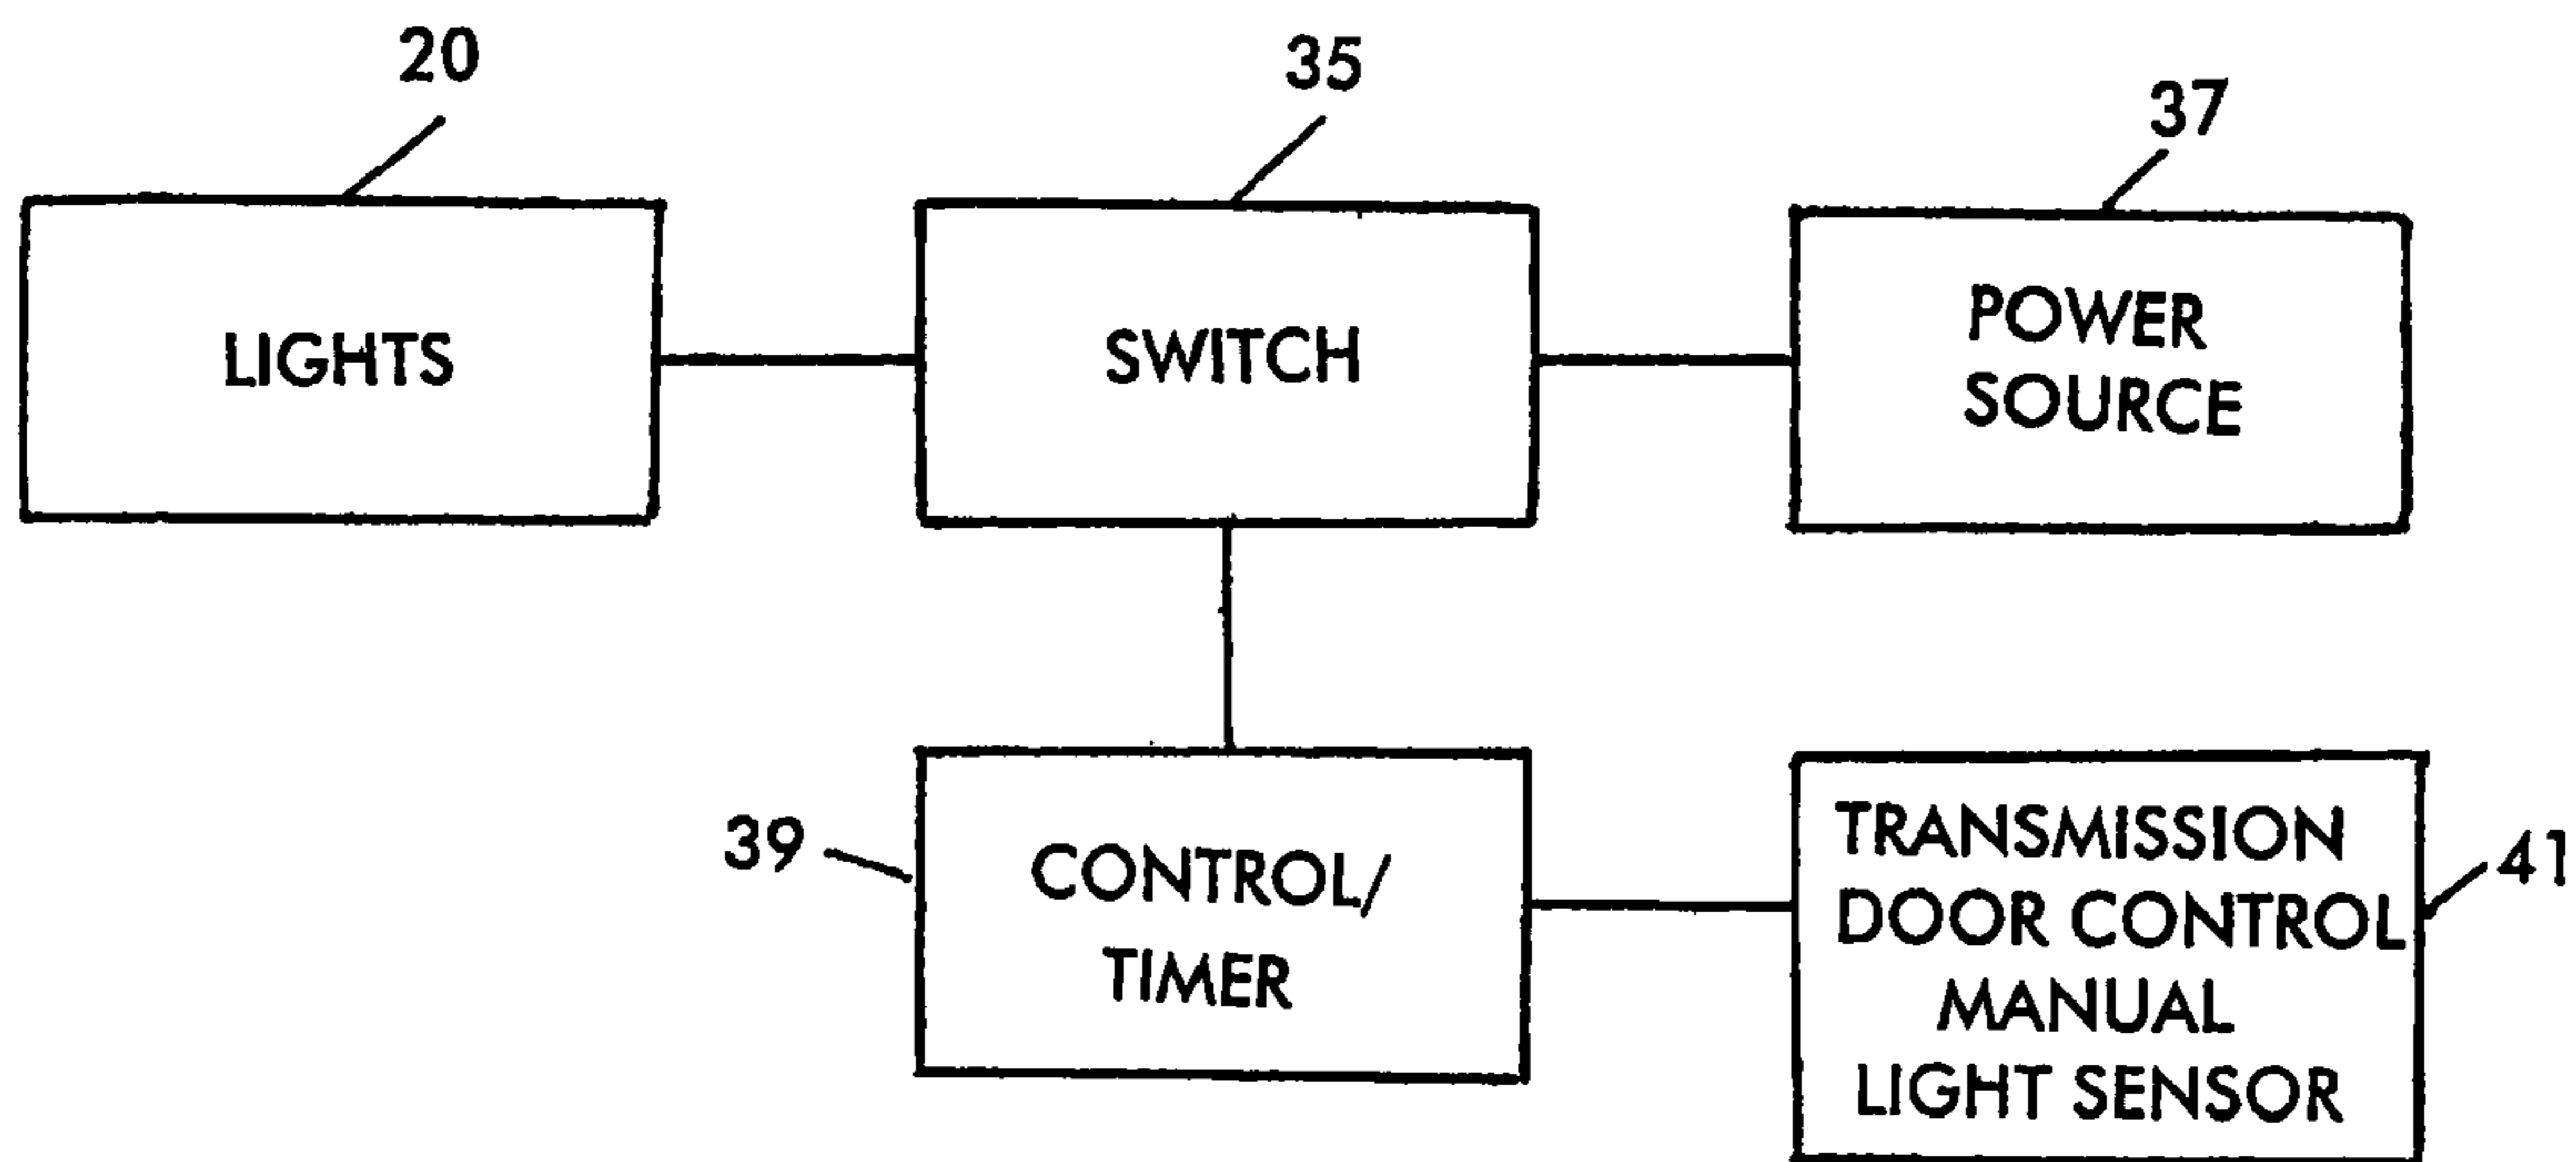 20
35
37
LIGHTS
SWITCH
POWER
SOURCE
39
CONTROL/
TIMER
TRANSMISSION
DOOR CONTROL
MANUAL
LIGHT SENSOR
41